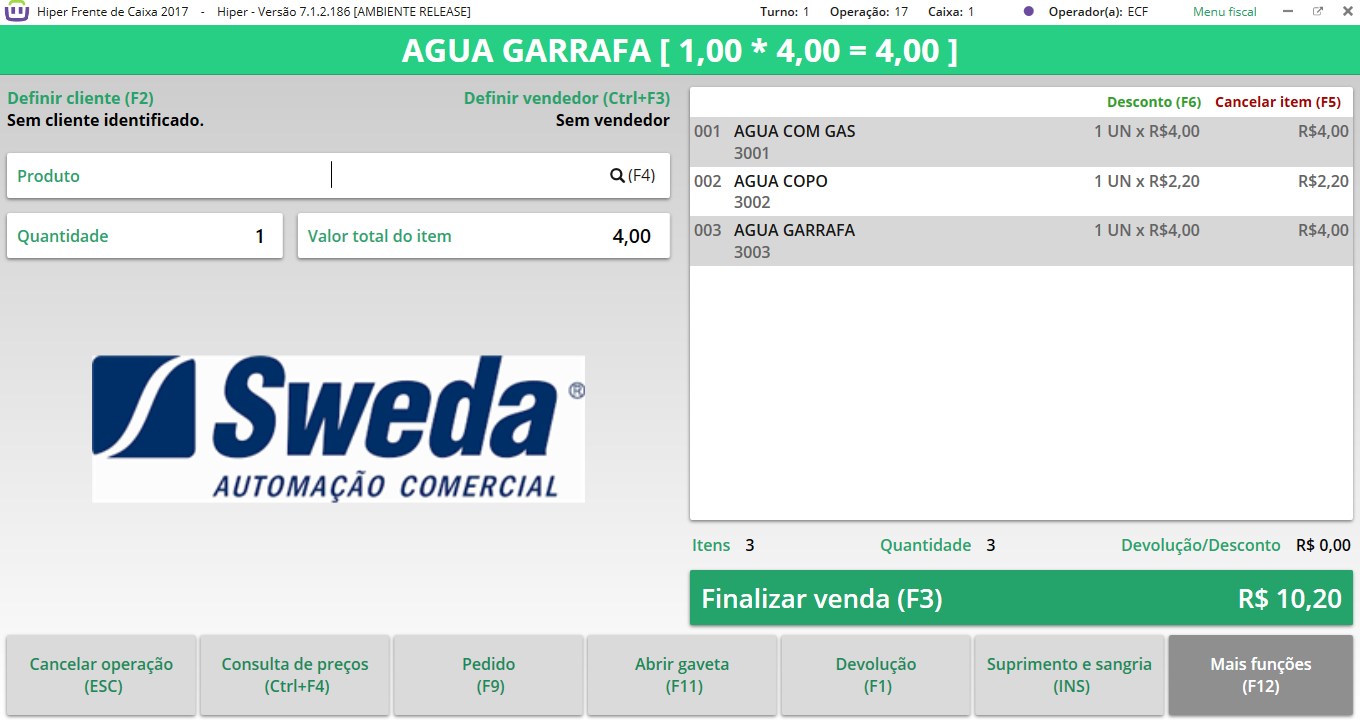 Hiper Frente de Caixa 2017 - Hiper - Versão 7.1.2.186 [AMBIENTE RELEASE] Turno: 1 Operação: 17 Caixa: 1 Operador(a): ECF Menu fiscal
AGUA GARRAFA [ 1,00 * 4,00 = 4,00 ]
Definir cliente (F2) Definir vendedor (Ctrl+F3)
Sem cliente identificado. Sem vendedor
Produto (F4)
Quantidade 1 Valor total do item 4,00
Sweda ®
AUTOMAÇÃO COMERCIAL
Desconto (F6) Cancelar item (F5)
001 AGUA COM GAS 1 UN x R$4,00 R$4,00
3001
002 AGUA COPO 1 UN x R$2,20 R$2,20
3002
003 AGUA GARRAFA 1 UN x R$4,00 R$4,00
3003
Itens 3 Quantidade 3 Devolução/Desconto R$ 0,00
Finalizar venda (F3) R$ 10,20
Cancelar operação
(ESC)
Consulta de preços
(Ctrl+F4)
Pedido
(F9)
Abrir gaveta
(F11)
Devolução
(F1)
Suprimento e sangria
(INS)
Mais funções
(F12)